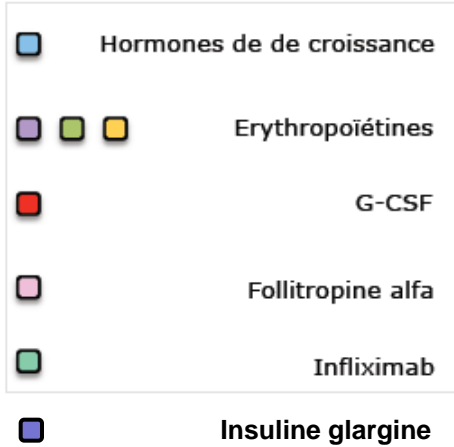 Hormones de de croissance
Erythropoïétines
G-CSF
Follitropine alfa
Infliximab
Insuline glargine